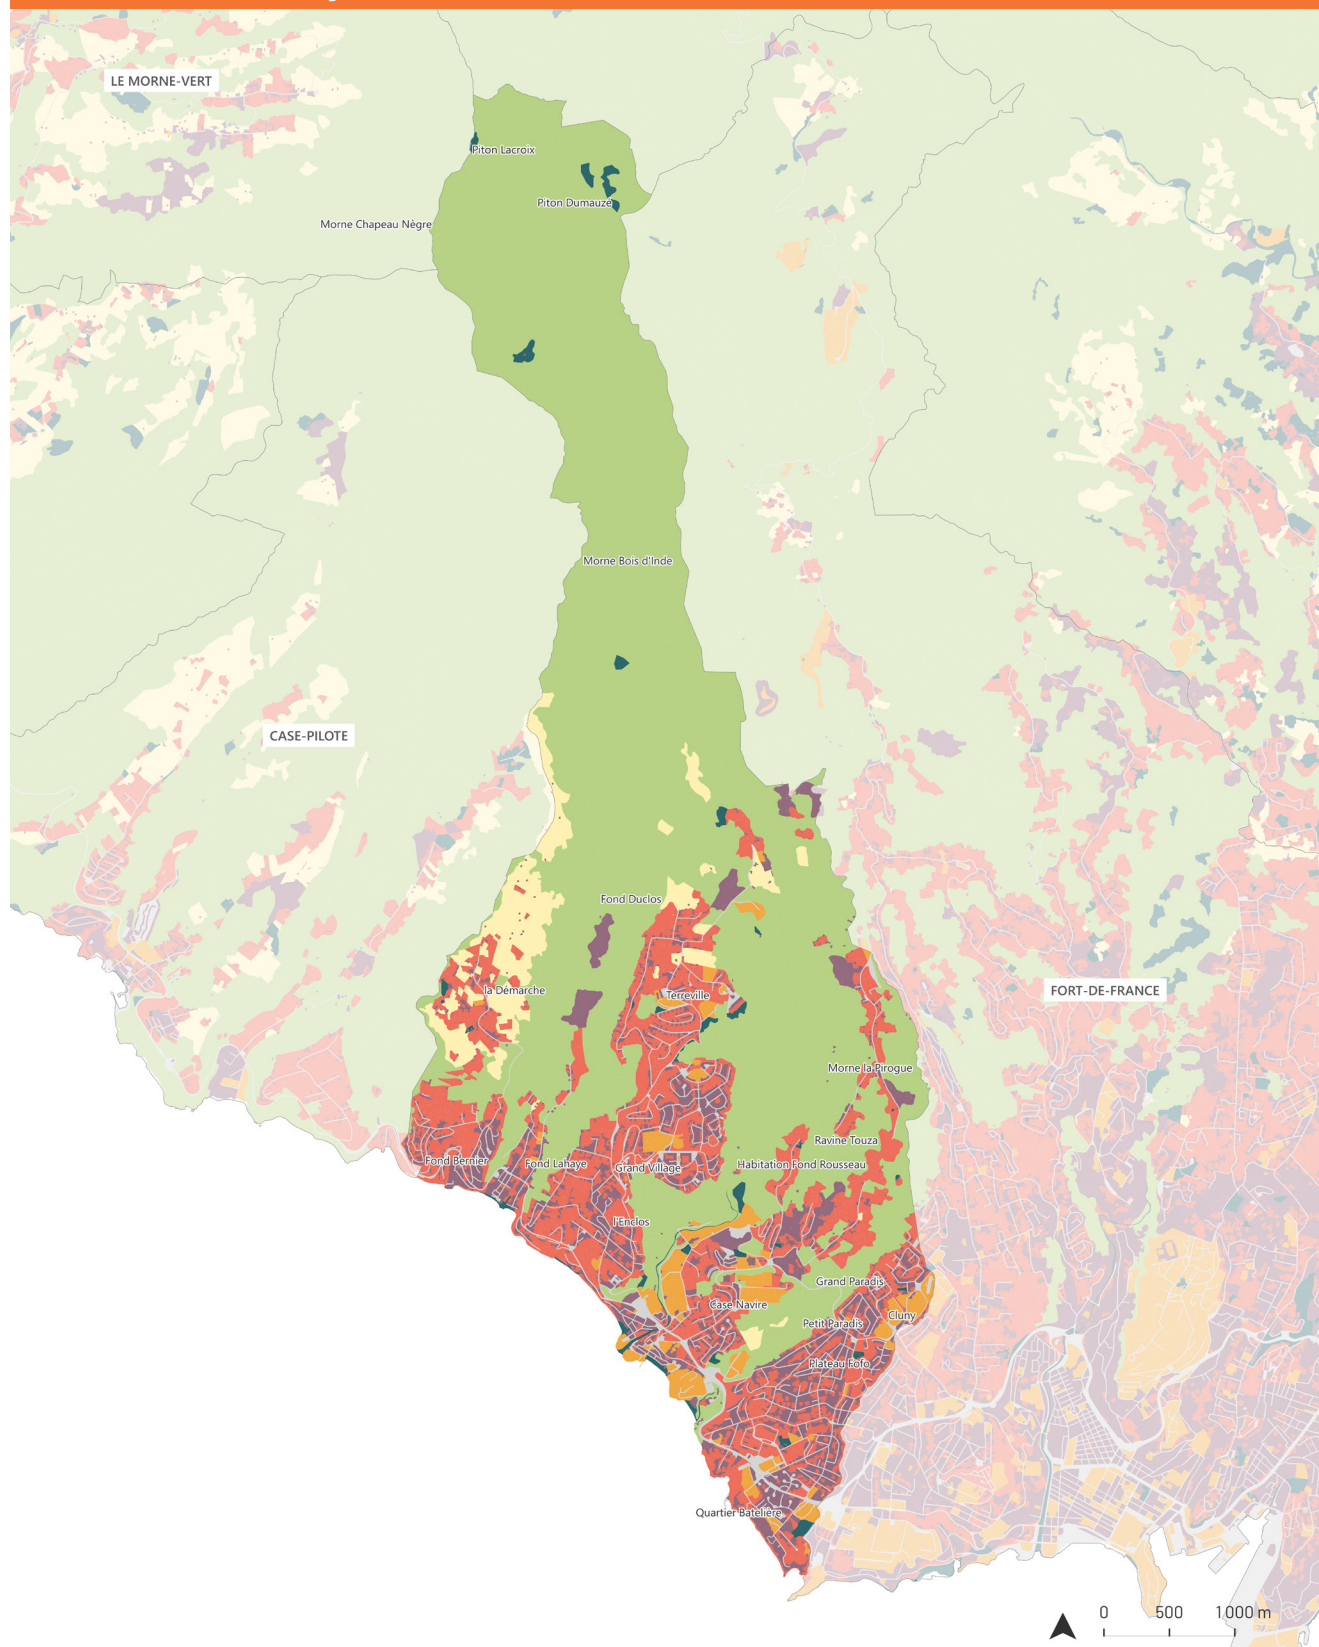 LE MORNE-VERT
Piton Lacroix
Piton Dumauzé
Morne Chapeau Nègre
Morne Bois d'Inde
CASE-PILOTE
Fond Duclos
la Démarche
Terreville
FORT-DE-FRANCE
Morne la Pirogue
Ravine Touza
Fond Bernier
Fond Lahaye
Grand Village
Habitation Fond Rousseau
l'Enclos
Grand Paradis
Case Navire
Cluny
Petit Paradis
Plateau Fofo
Quartier Batelière
0 500 1 000 m